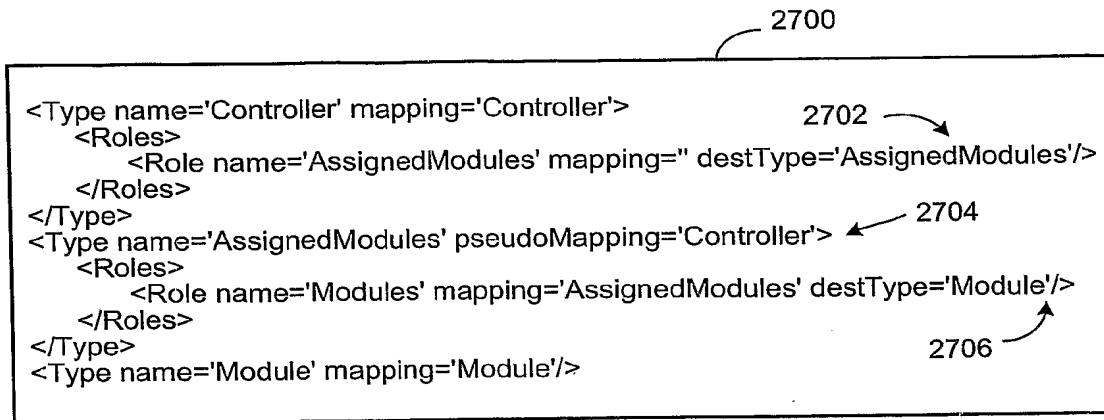 2700
<Type name='Controller' mapping='Controller'>
<Roles>
2702
<Role name='AssignedModules' mapping='' destType='AssignedModules'/>
</Roles>
</Type>
2704
<Type name='AssignedModules' pseudoMapping='Controller'>
<Roles>
<Role name='Modules' mapping='AssignedModules' destType='Module'/>
</Roles>
</Type>
2706
<Type name='Module' mapping='Module'/>